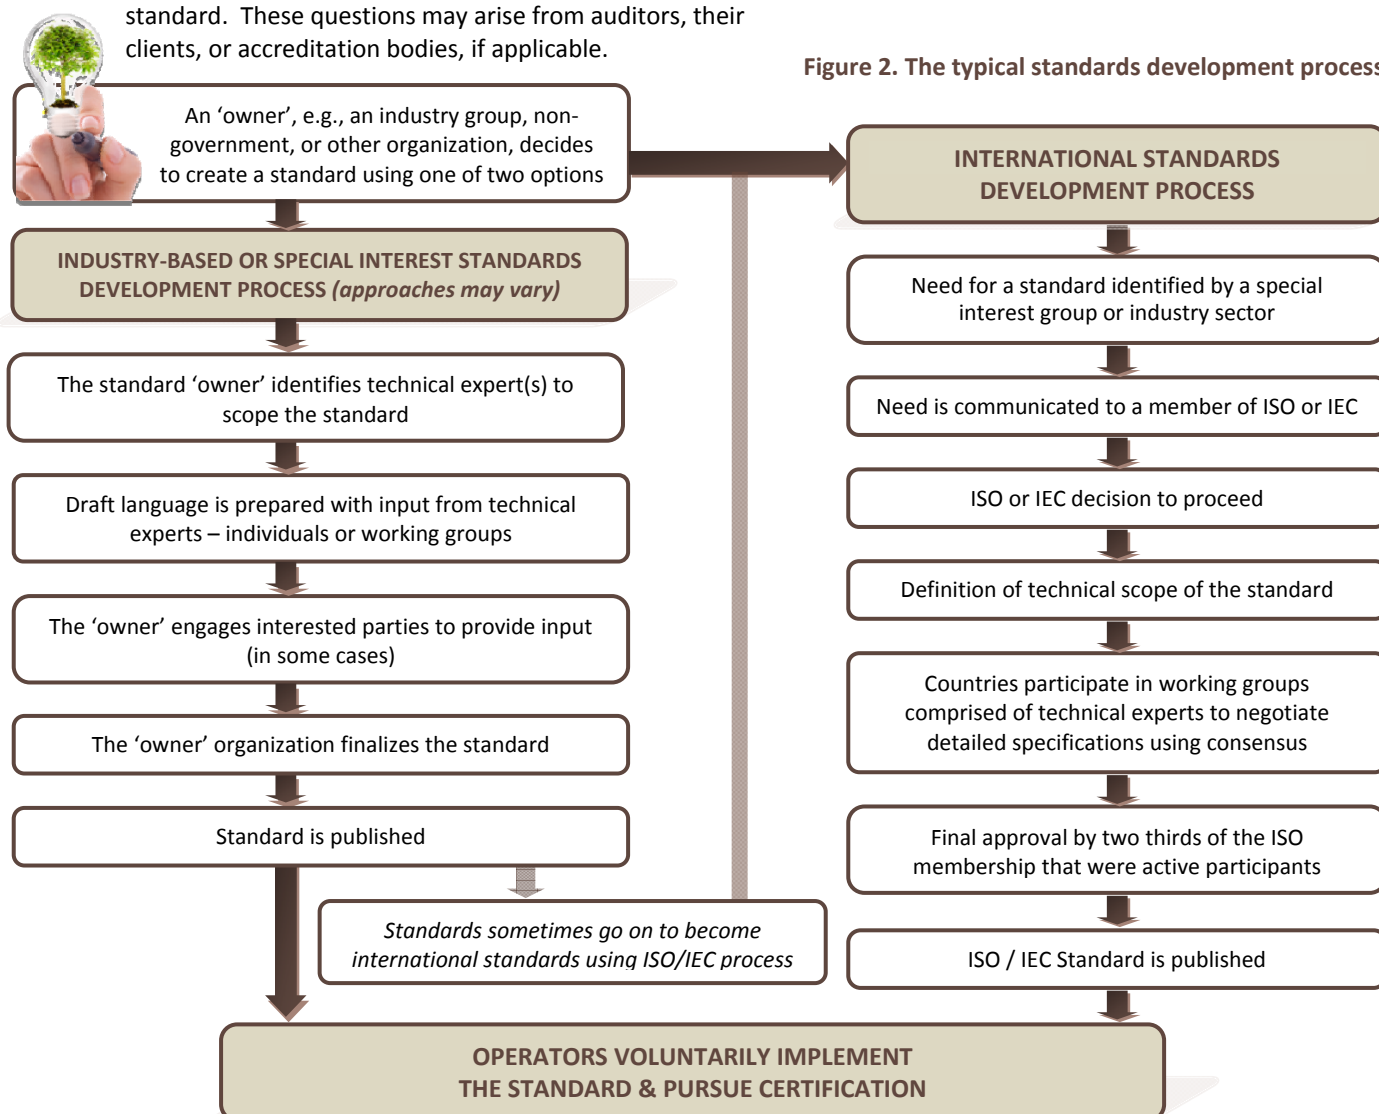 standard.  These questions may arise from auditors, their
clients, or accreditation bodies, if applicable.
Figure 2. The typical standards development process
An ‘owner’, e.g., an industry group, non-
government, or other organization, decides
to create a standard using one of two options
INDUSTRY-BASED OR SPECIAL INTEREST STANDARDS
DEVELOPMENT PROCESS (approaches may vary)
The standard ‘owner’ identifies technical expert(s) to
scope the standard
Draft language is prepared with input from technical
experts – individuals or working groups
The ‘owner’ engages interested parties to provide input
(in some cases)
The ‘owner’ organization finalizes the standard
Standard is published
Standards sometimes go on to become
international standards using ISO/IEC process
INTERNATIONAL STANDARDS
DEVELOPMENT PROCESS
Need for a standard identified by a special
interest group or industry sector
Need is communicated to a member of ISO or IEC
ISO or IEC decision to proceed
Definition of technical scope of the standard
Countries participate in working groups
comprised of technical experts to negotiate
detailed specifications using consensus
Final approval by two thirds of the ISO
membership that were active participants
ISO / IEC Standard is published
OPERATORS VOLUNTARILY IMPLEMENT
THE STANDARD & PURSUE CERTIFICATION